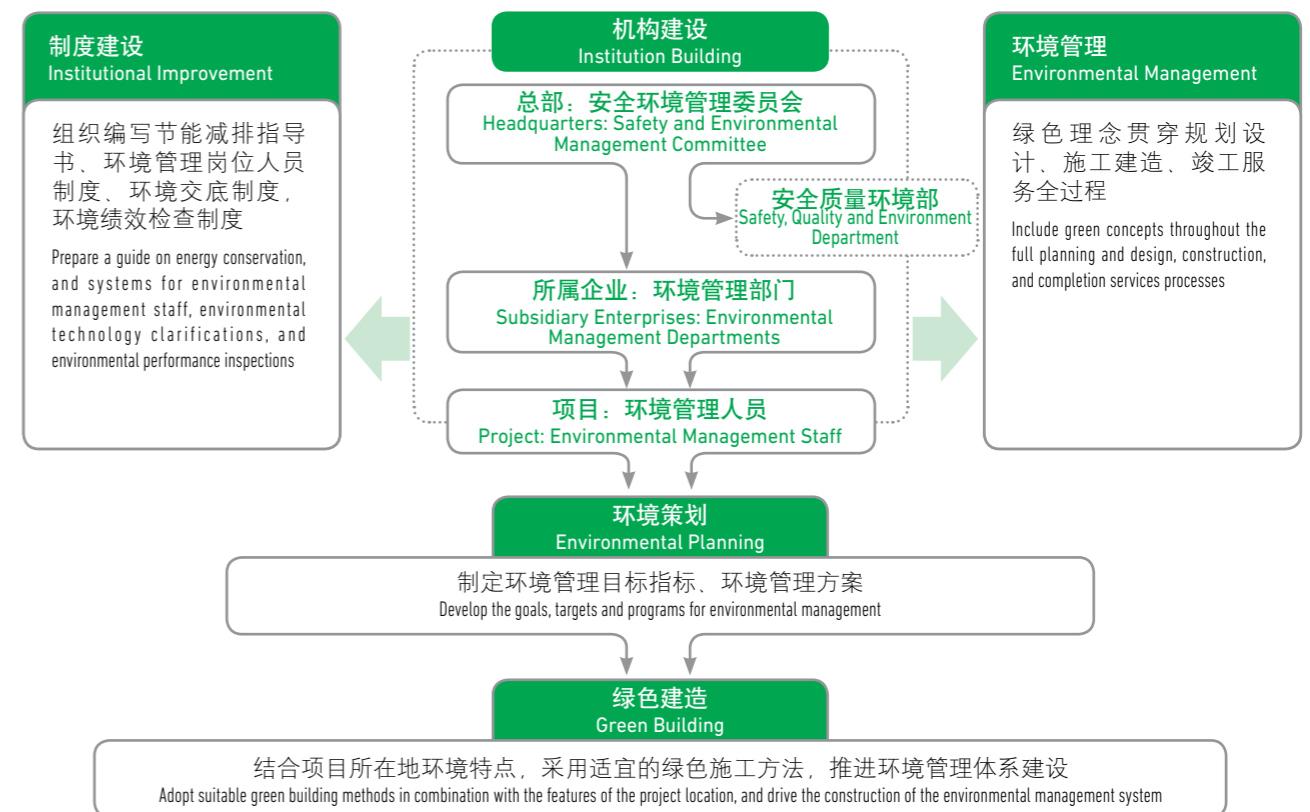 制度建设
Institutional Improvement
组织编写节能减排指导
书、环境管理岗位人员
制度、环境交底制度，
环境绩效检查制度
Prepare a guide on energy conservation,
and systems for environmental
management staff, environmental
technology clarifications, and
environmental performance inspections
机构建设
Institution Building
总部：安全环境管理委员会
Headquarters: Safety and Environmental
Management Committee
安全质量环境部
Safety, Quality and Environment
Department
所属企业：环境管理部门
Subsidiary Enterprises: Environmental
Management Departments
项目：环境管理人员
Project: Environmental Management Staff
环境管理
Environmental Management
绿色理念贯穿规划设
计、施工建造、竣工服
务全过程
Include green concepts throughout the
full planning and design, construction,
and completion services processes
环境策划
Environmental Planning
制定环境管理目标指标、环境管理方案
Develop the goals, targets and programs for environmental management
绿色建造
Green Building
结合项目所在地环境特点，采用适宜的绿色施工方法，推进环境管理体系建设
Adopt suitable green building methods in combination with the features of the project location, and drive the construction of the environmental management system